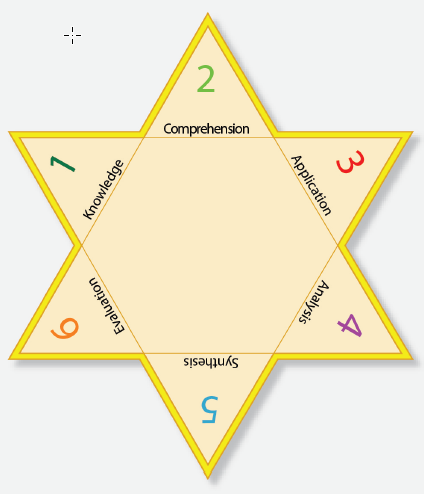 1
Knowledge
2
Comprehension
3
Application
4
Analysis
5
Synthesis
6
Evaluation